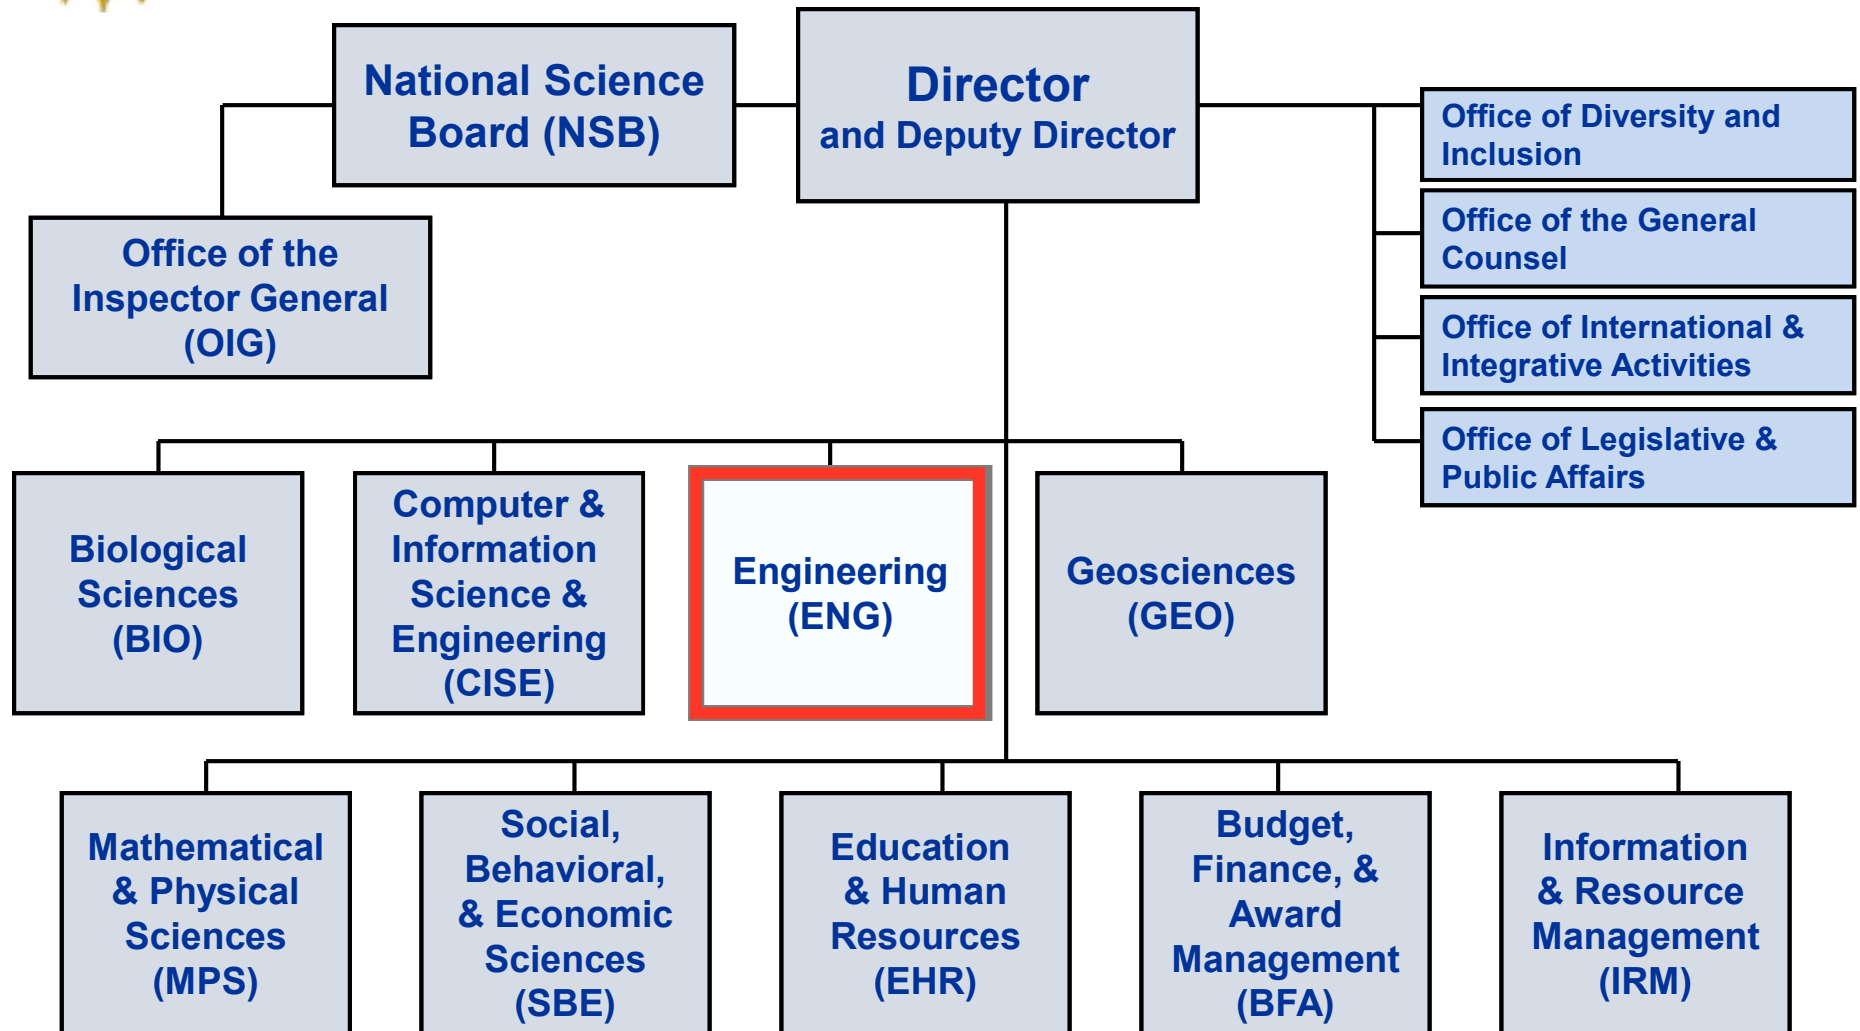 National Science
Board (NSB)
Director
and Deputy Director
Office of Diversity and
Inclusion
Office of the General
Counsel
Office of International &
Integrative Activities
Office of Legislative &
Public Affairs
Office of the
Inspector General
(OIG)
Biological
Sciences
(BIO)
Computer &
Information
Science &
Engineering
(CISE)
Engineering
(ENG)
Geosciences
(GEO)
Mathematical
& Physical
Sciences
(MPS)
Social,
Behavioral,
& Economic
Sciences
(SBE)
Education
& Human
Resources
(EHR)
Budget,
Finance, &
Award
Management
(BFA)
Information
& Resource
Management
(IRM)